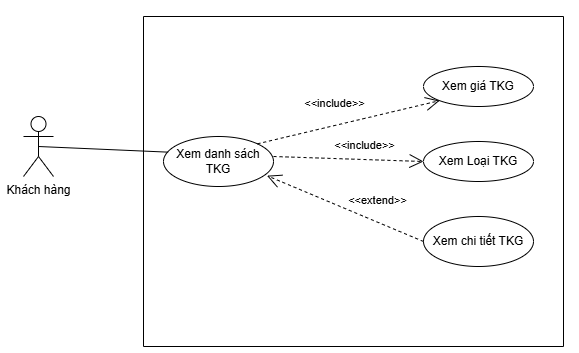 Xem giá TKG
<<include>>
Xem danh sách
TKG
<<include>>
Xem Loại TKG
Khách hàng
<<extend>>
Xem chi tiết TKG